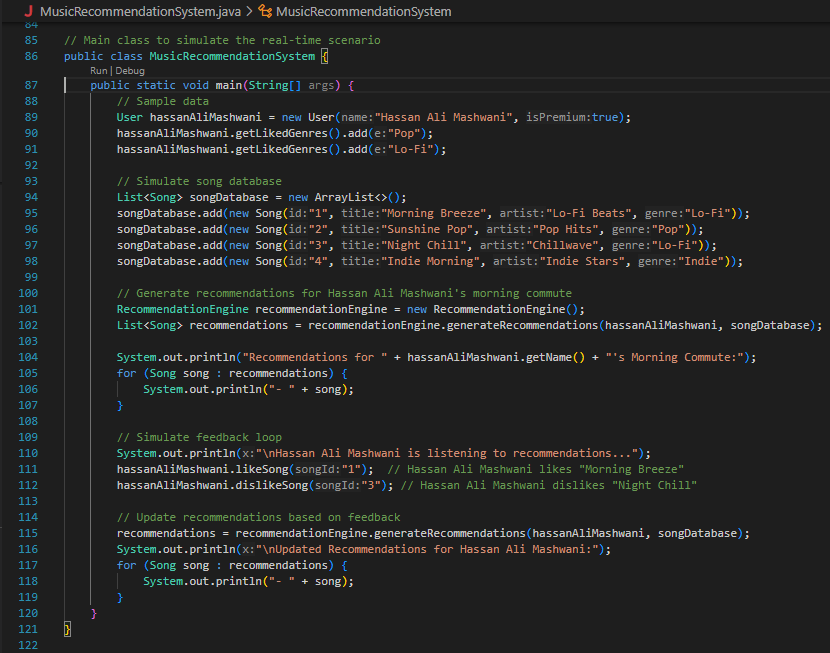 MusicRecommendationSystem.java > MusicRecommendationSystem
84
85 // Main class to simulate the real-time scenario
86 public class MusicRecommendationSystem {
Run | Debug
87 public static void main(String[] args) {
88 // Sample data
89 User hassanAliMashwani = new User(name:"Hassan Ali Mashwani", isPremium:true);
90 hassanAliMashwani.getLikedGenres().add(e:"Pop");
91 hassanAliMashwani.getLikedGenres().add(e:"Lo-Fi");
92
93 // Simulate song database
94 List<Song> songDatabase = new ArrayList<>();
95 songDatabase.add(new Song(id:"1", title:"Morning Breeze", artist:"Lo-Fi Beats", genre:"Lo-Fi"));
96 songDatabase.add(new Song(id:"2", title:"Sunshine Pop", artist:"Pop Hits", genre:"Pop"));
97 songDatabase.add(new Song(id:"3", title:"Night Chill", artist:"Chillwave", genre:"Lo-Fi"));
98 songDatabase.add(new Song(id:"4", title:"Indie Morning", artist:"Indie Stars", genre:"Indie"));
99
100 // Generate recommendations for Hassan Ali Mashwani's morning commute
101 RecommendationEngine recommendationEngine = new RecommendationEngine();
102 List<Song> recommendations = recommendationEngine.generateRecommendations(hassanAliMashwani, songDatabase);
103
104 System.out.println("Recommendations for " + hassanAliMashwani.getName() + "'s Morning Commute:");
105 for (Song song : recommendations) {
106 System.out.println("- " + song);
107 }
108
109 // Simulate feedback loop
110 System.out.println(x:"\nHassan Ali Mashwani is listening to recommendations...");
111 hassanAliMashwani.likeSong(songId:"1");  // Hassan Ali Mashwani likes "Morning Breeze"
112 hassanAliMashwani.dislikeSong(songId:"3"); // Hassan Ali Mashwani dislikes "Night Chill"
113
114 // Update recommendations based on feedback
115 recommendations = recommendationEngine.generateRecommendations(hassanAliMashwani, songDatabase);
116 System.out.println(x:"\nUpdated Recommendations for Hassan Ali Mashwani:");
117 for (Song song : recommendations) {
118 System.out.println("- " + song);
119 }
120 }
121 }
122